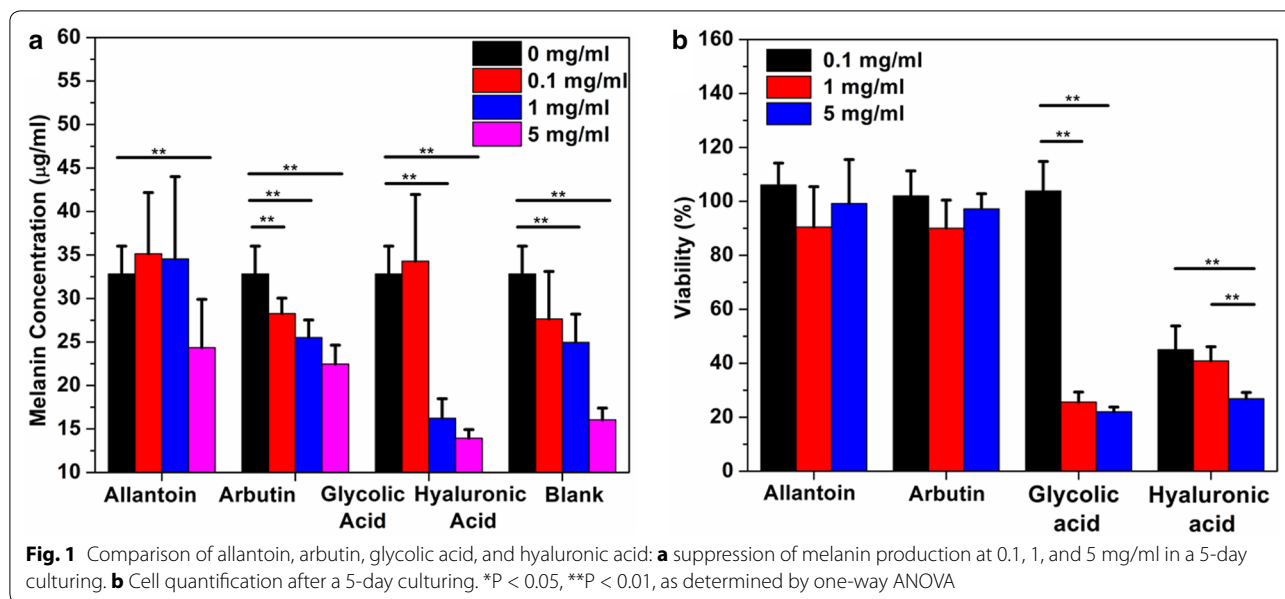 a
60
55
50
45
40
35
30
25
20
15
10
Melanin Concentration (μg/ml)
0 mg/ml
0.1 mg/ml
1 mg/ml
5 mg/ml
**
**
**
**
**
**
**
**
Allantoin Arbutin Glycolic Hyaluronic Blank
Acid Acid
b
160
140
120
100
80
60
40
20
0
Viability (%)
0.1 mg/ml
1 mg/ml
5 mg/ml
**
**
**
**
Allantoin Arbutin Glycolic Hyaluronic
acid acid
Fig. 1 Comparison of allantoin, arbutin, glycolic acid, and hyaluronic acid: a suppression of melanin production at 0.1, 1, and 5 mg/ml in a 5-day
culturing. b Cell quantification after a 5-day culturing. *P < 0.05, **P < 0.01, as determined by one-way ANOVA